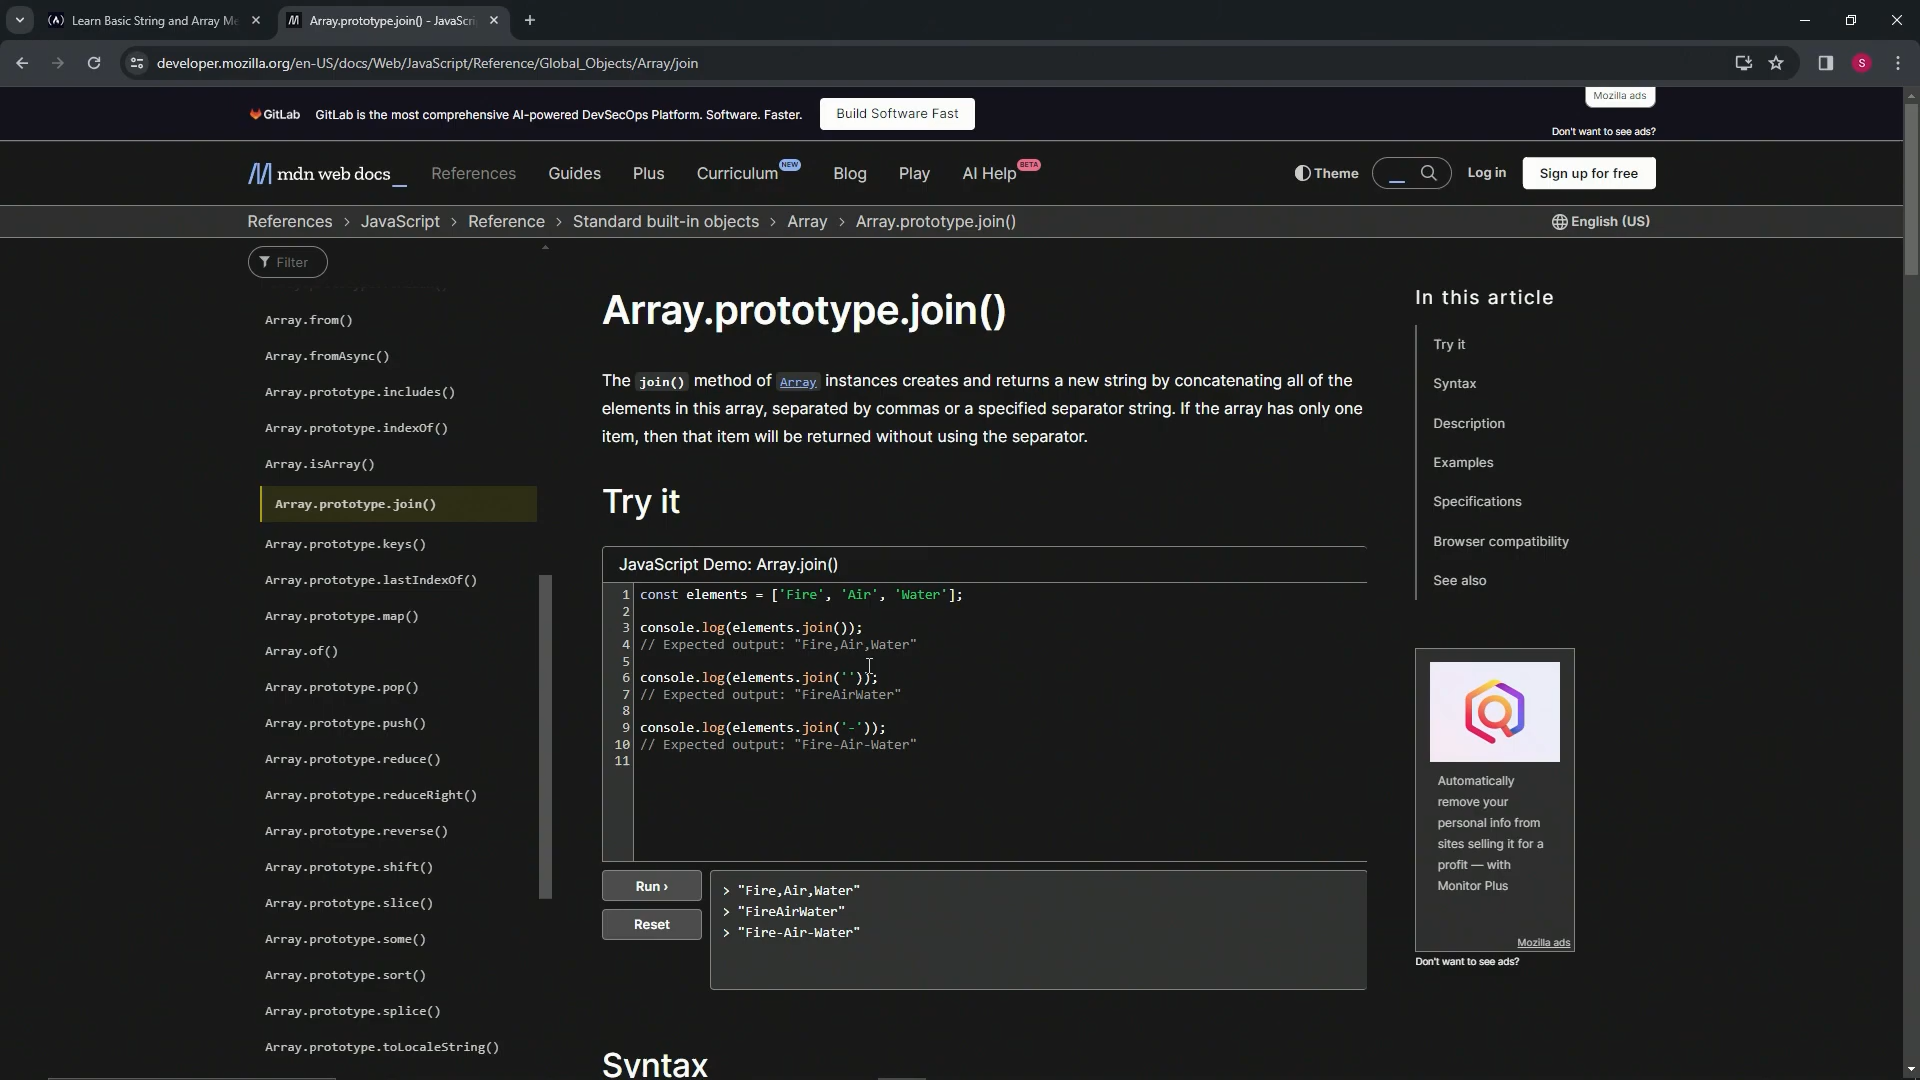 Learn Basic String and Array Me
Array.prototype.join() - JavaScri
developer.mozilla.org/en-US/docs/Web/JavaScript/Reference/Global_Objects/Array/join
S
GitLab GitLab is the most comprehensive AI-powered DevSecOps Platform. Software. Faster. Build Software Fast
Mozilla ads
Don't want to see ads?
mdn web docs_ References Guides Plus Curriculum NEW Blog Play AI Help BETA Theme Log in Sign up for free
References > JavaScript > Reference > Standard built-in objects > Array > Array.prototype.join() English (US)
Filter
Array.from()
Array.fromAsync()
Array.prototype.includes()
Array.prototype.indexOf()
Array.isArray()
Array.prototype.join()
Array.prototype.keys()
Array.prototype.lastIndexOf()
Array.prototype.map()
Array.of()
Array.prototype.pop()
Array.prototype.push()
Array.prototype.reduce()
Array.prototype.reduceRight()
Array.prototype.reverse()
Array.prototype.shift()
Array.prototype.slice()
Array.prototype.some()
Array.prototype.sort()
Array.prototype.splice()
Array.prototype.toLocaleString()
Array.prototype.join()
The join() method of Array instances creates and returns a new string by concatenating all of the
elements in this array, separated by commas or a specified separator string. If the array has only one
item, then that item will be returned without using the separator.
Try it
JavaScript Demo: Array.join()
1 const elements = ['Fire', 'Air', 'Water'];
2
3 console.log(elements.join());
4 // Expected output: "Fire,Air,Water"
5
6 console.log(elements.join(''));
7 // Expected output: "FireAirWater"
8
9 console.log(elements.join('-'));
10 // Expected output: "Fire-Air-Water"
11
Run ›
Reset
> "Fire,Air,Water"
> "FireAirWater"
> "Fire-Air-Water"
Syntax
In this article
Try it
Syntax
Description
Examples
Specifications
Browser compatibility
See also
Automatically
remove your
personal info from
sites selling it for a
profit — with
Monitor Plus
Mozilla ads
Don't want to see ads?